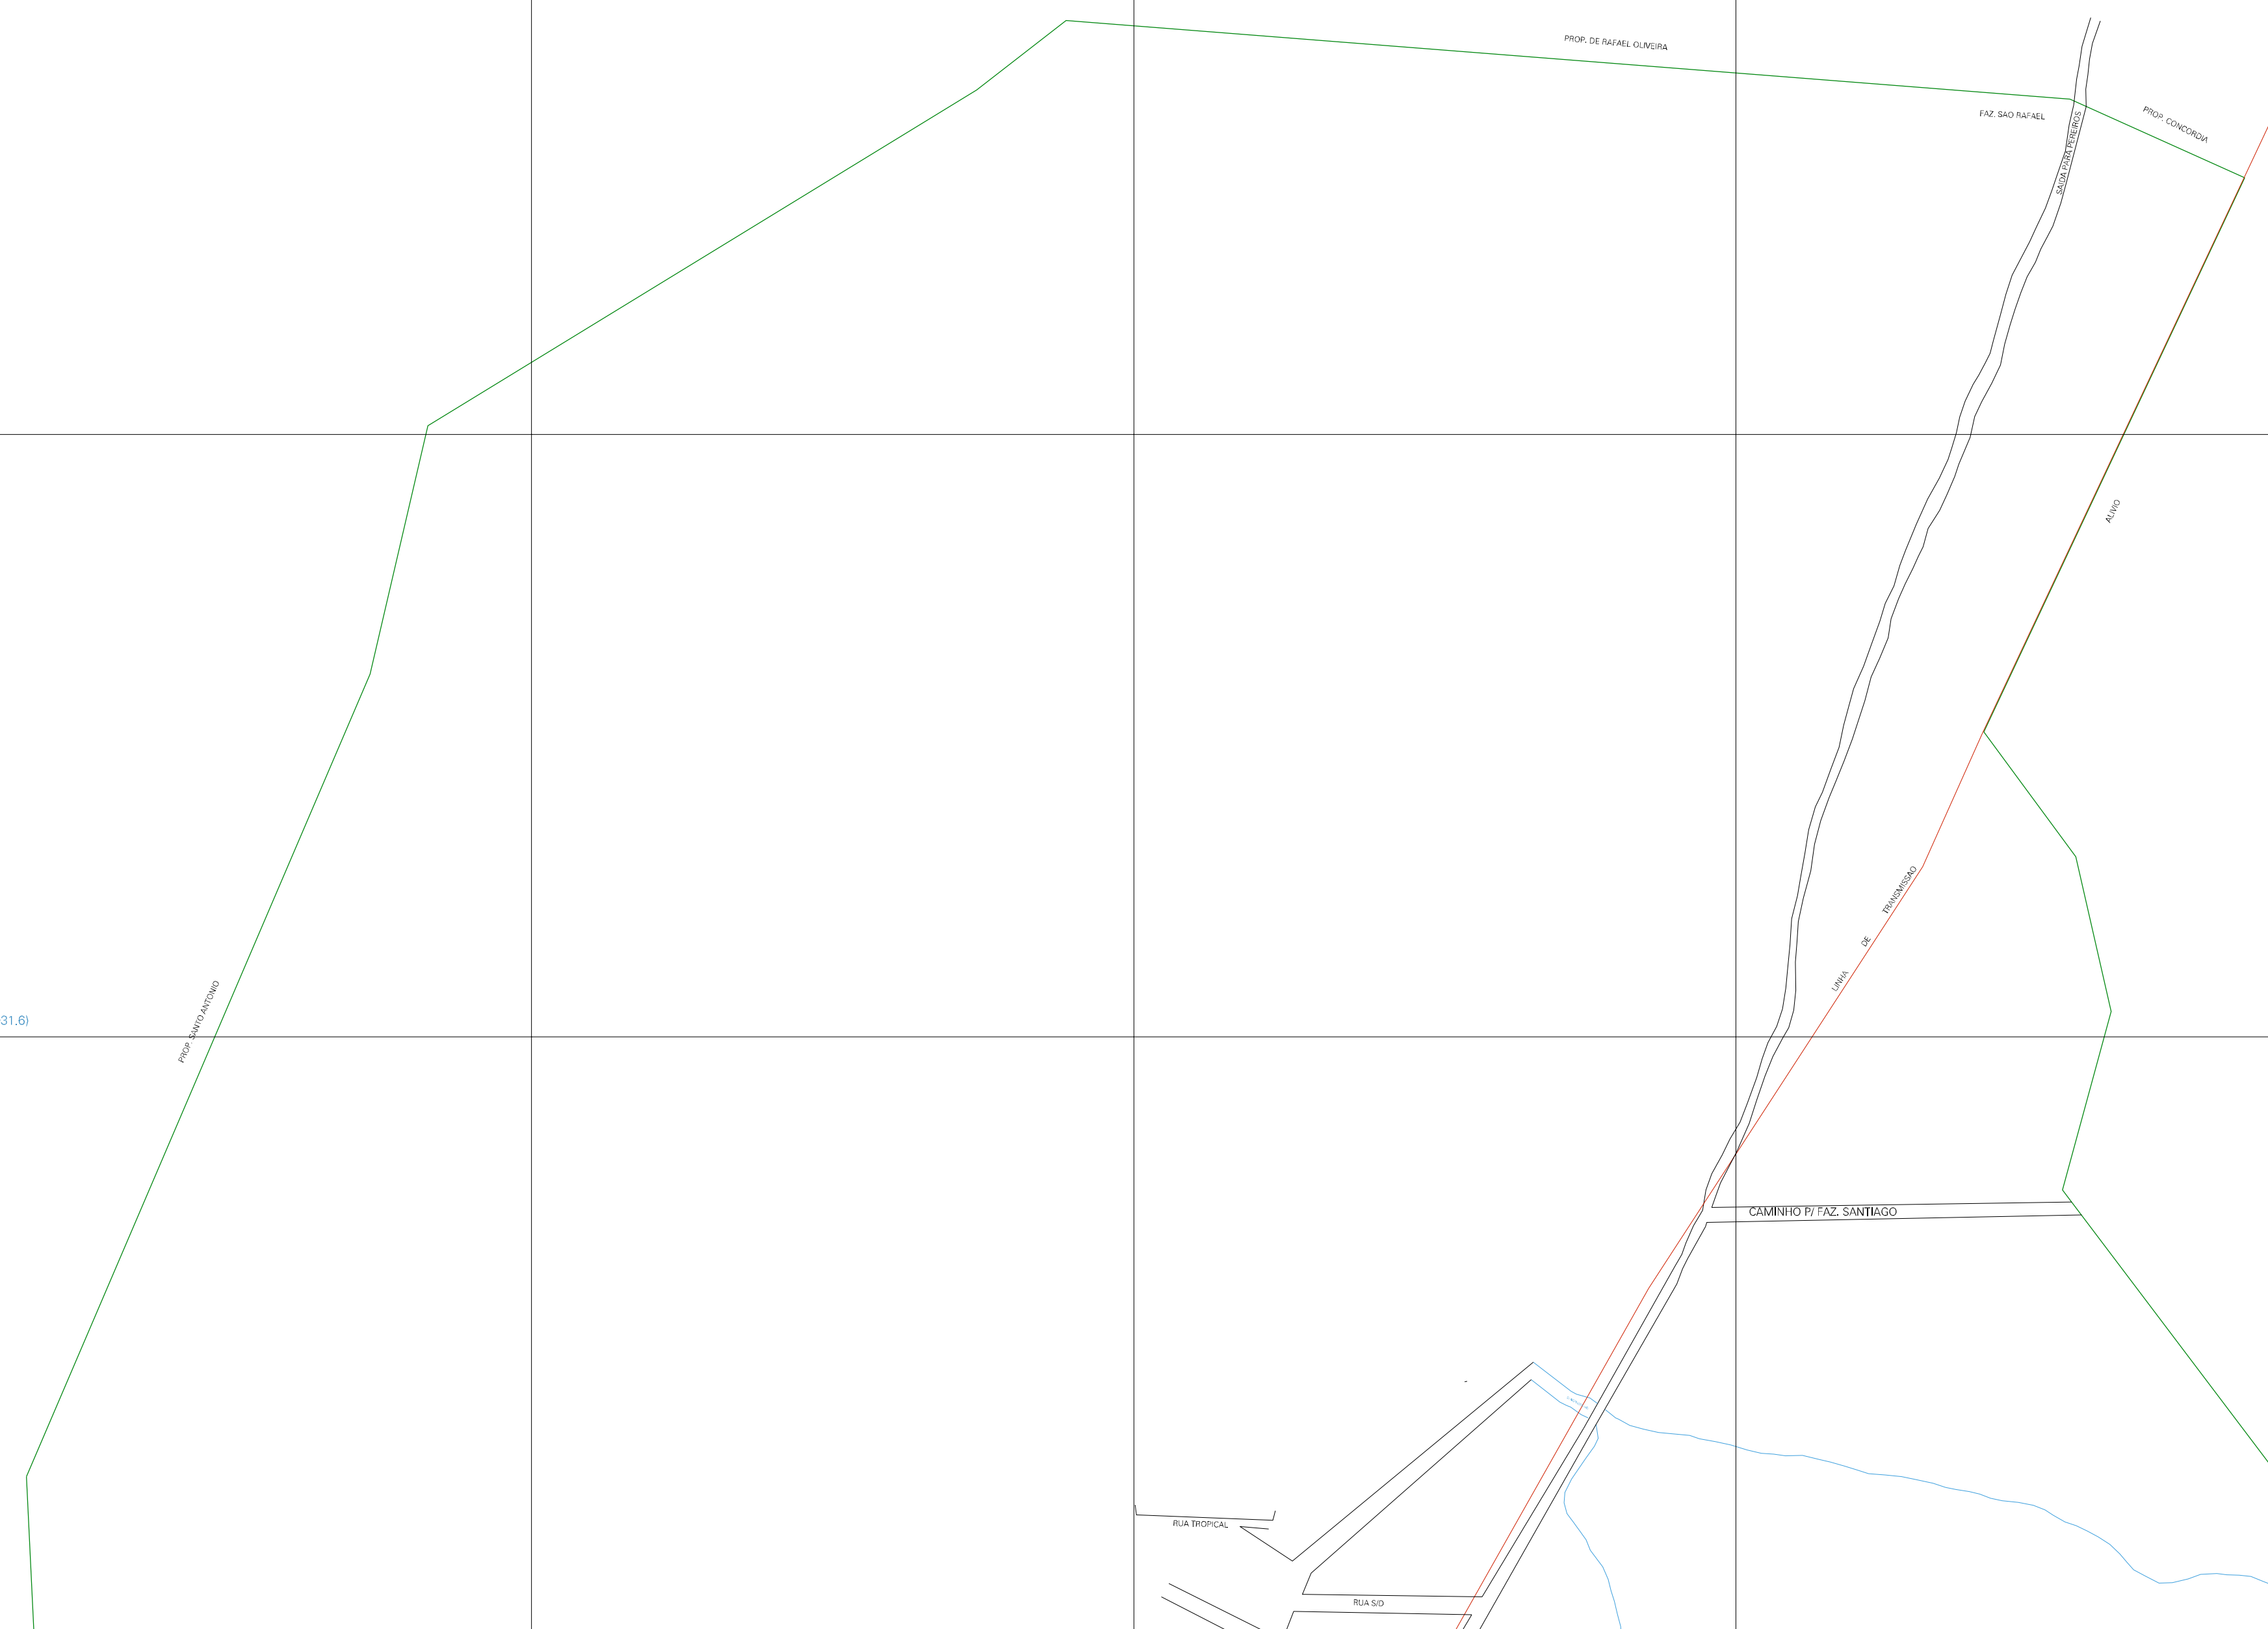 PROP. DE RAFAEL OLIVEIRA
FAZ. SAO RAFAEL
PROP. CONCORDIA
SAIDA PARA PEREIROS
ALIVIO
TRANSMISSAO
DE
LINHA
PROP. SANTO ANTONIO
31.6)
CAMINHO P/ FAZ. SANTIAGO
RUA TROPICAL
RUA S/D